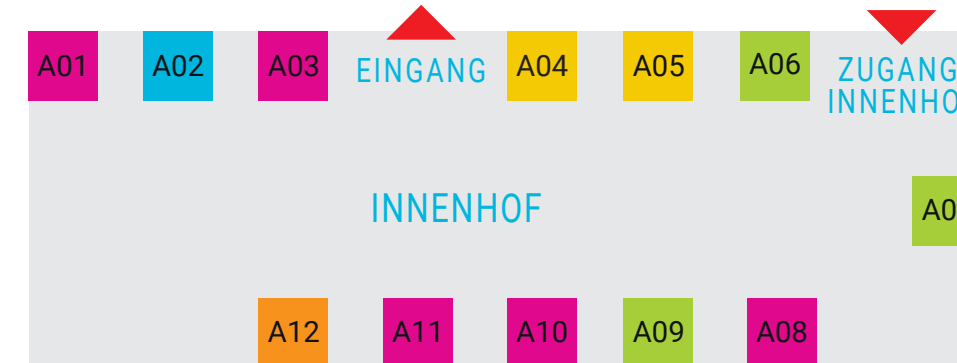 A01 A02 A03 EINGANG A04 A05 A06 ZUGANG
INNENHO
INNENHOF
A0
A12 A11 A10 A09 A08